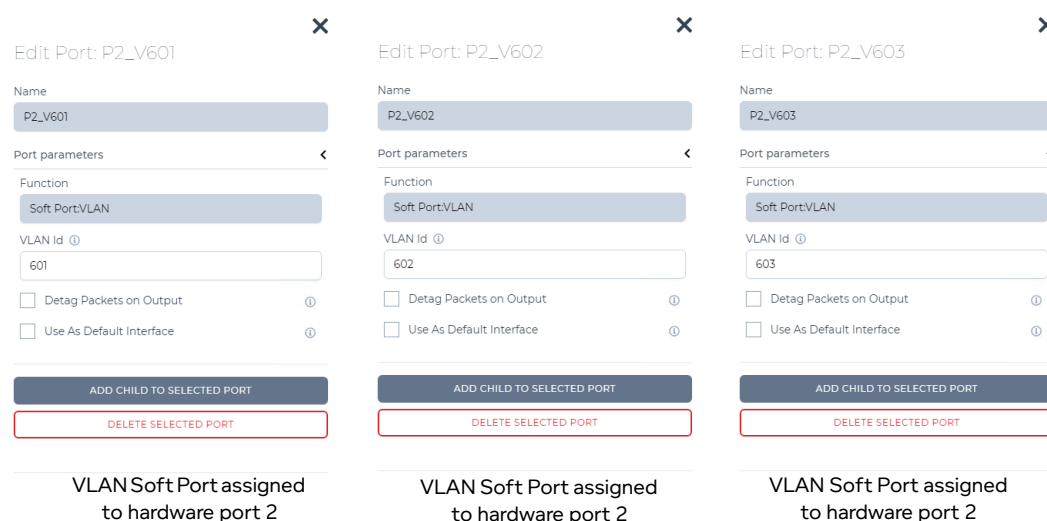 Edit Port: P2_V601
Name
P2_V601
Port parameters
Function
Soft Port:VLAN
VLAN Id
601
Detag Packets on Output
Use As Default Interface
ADD CHILD TO SELECTED PORT
DELETE SELECTED PORT
VLAN Soft Port assigned
to hardware port 2
Edit Port: P2_V602
Name
P2_V602
Port parameters
Function
Soft Port:VLAN
VLAN Id
602
Detag Packets on Output
Use As Default Interface
ADD CHILD TO SELECTED PORT
DELETE SELECTED PORT
VLAN Soft Port assigned
to hardware port 2
Edit Port: P2_V603
Name
P2_V603
Port parameters
Function
Soft Port:VLAN
VLAN Id
603
Detag Packets on Output
Use As Default Interface
ADD CHILD TO SELECTED PORT
DELETE SELECTED PORT
VLAN Soft Port assigned
to hardware port 2